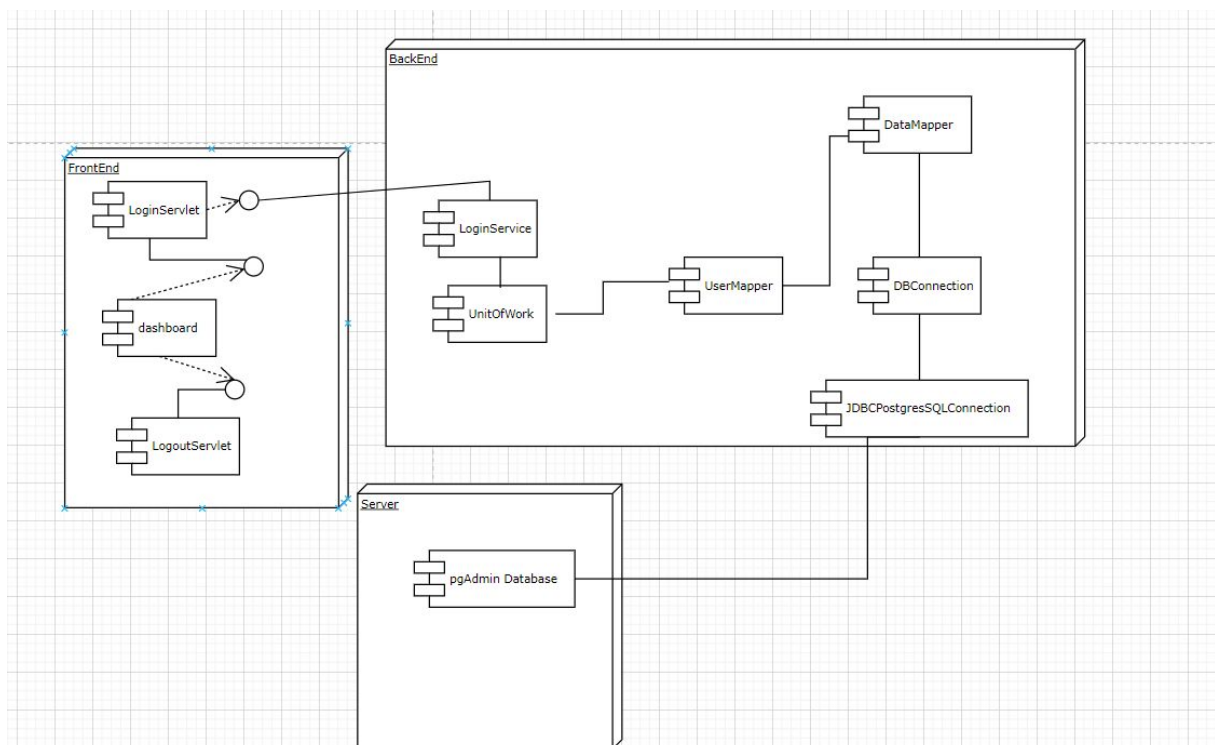 BackEnd
DataMapper
FrontEnd
LoginServlet
LoginService
dashboard
UnitOfWork
UserMapper
DBConnection
LogoutServlet
JDBCPostgresSQLConnection
Server
pgAdmin Database